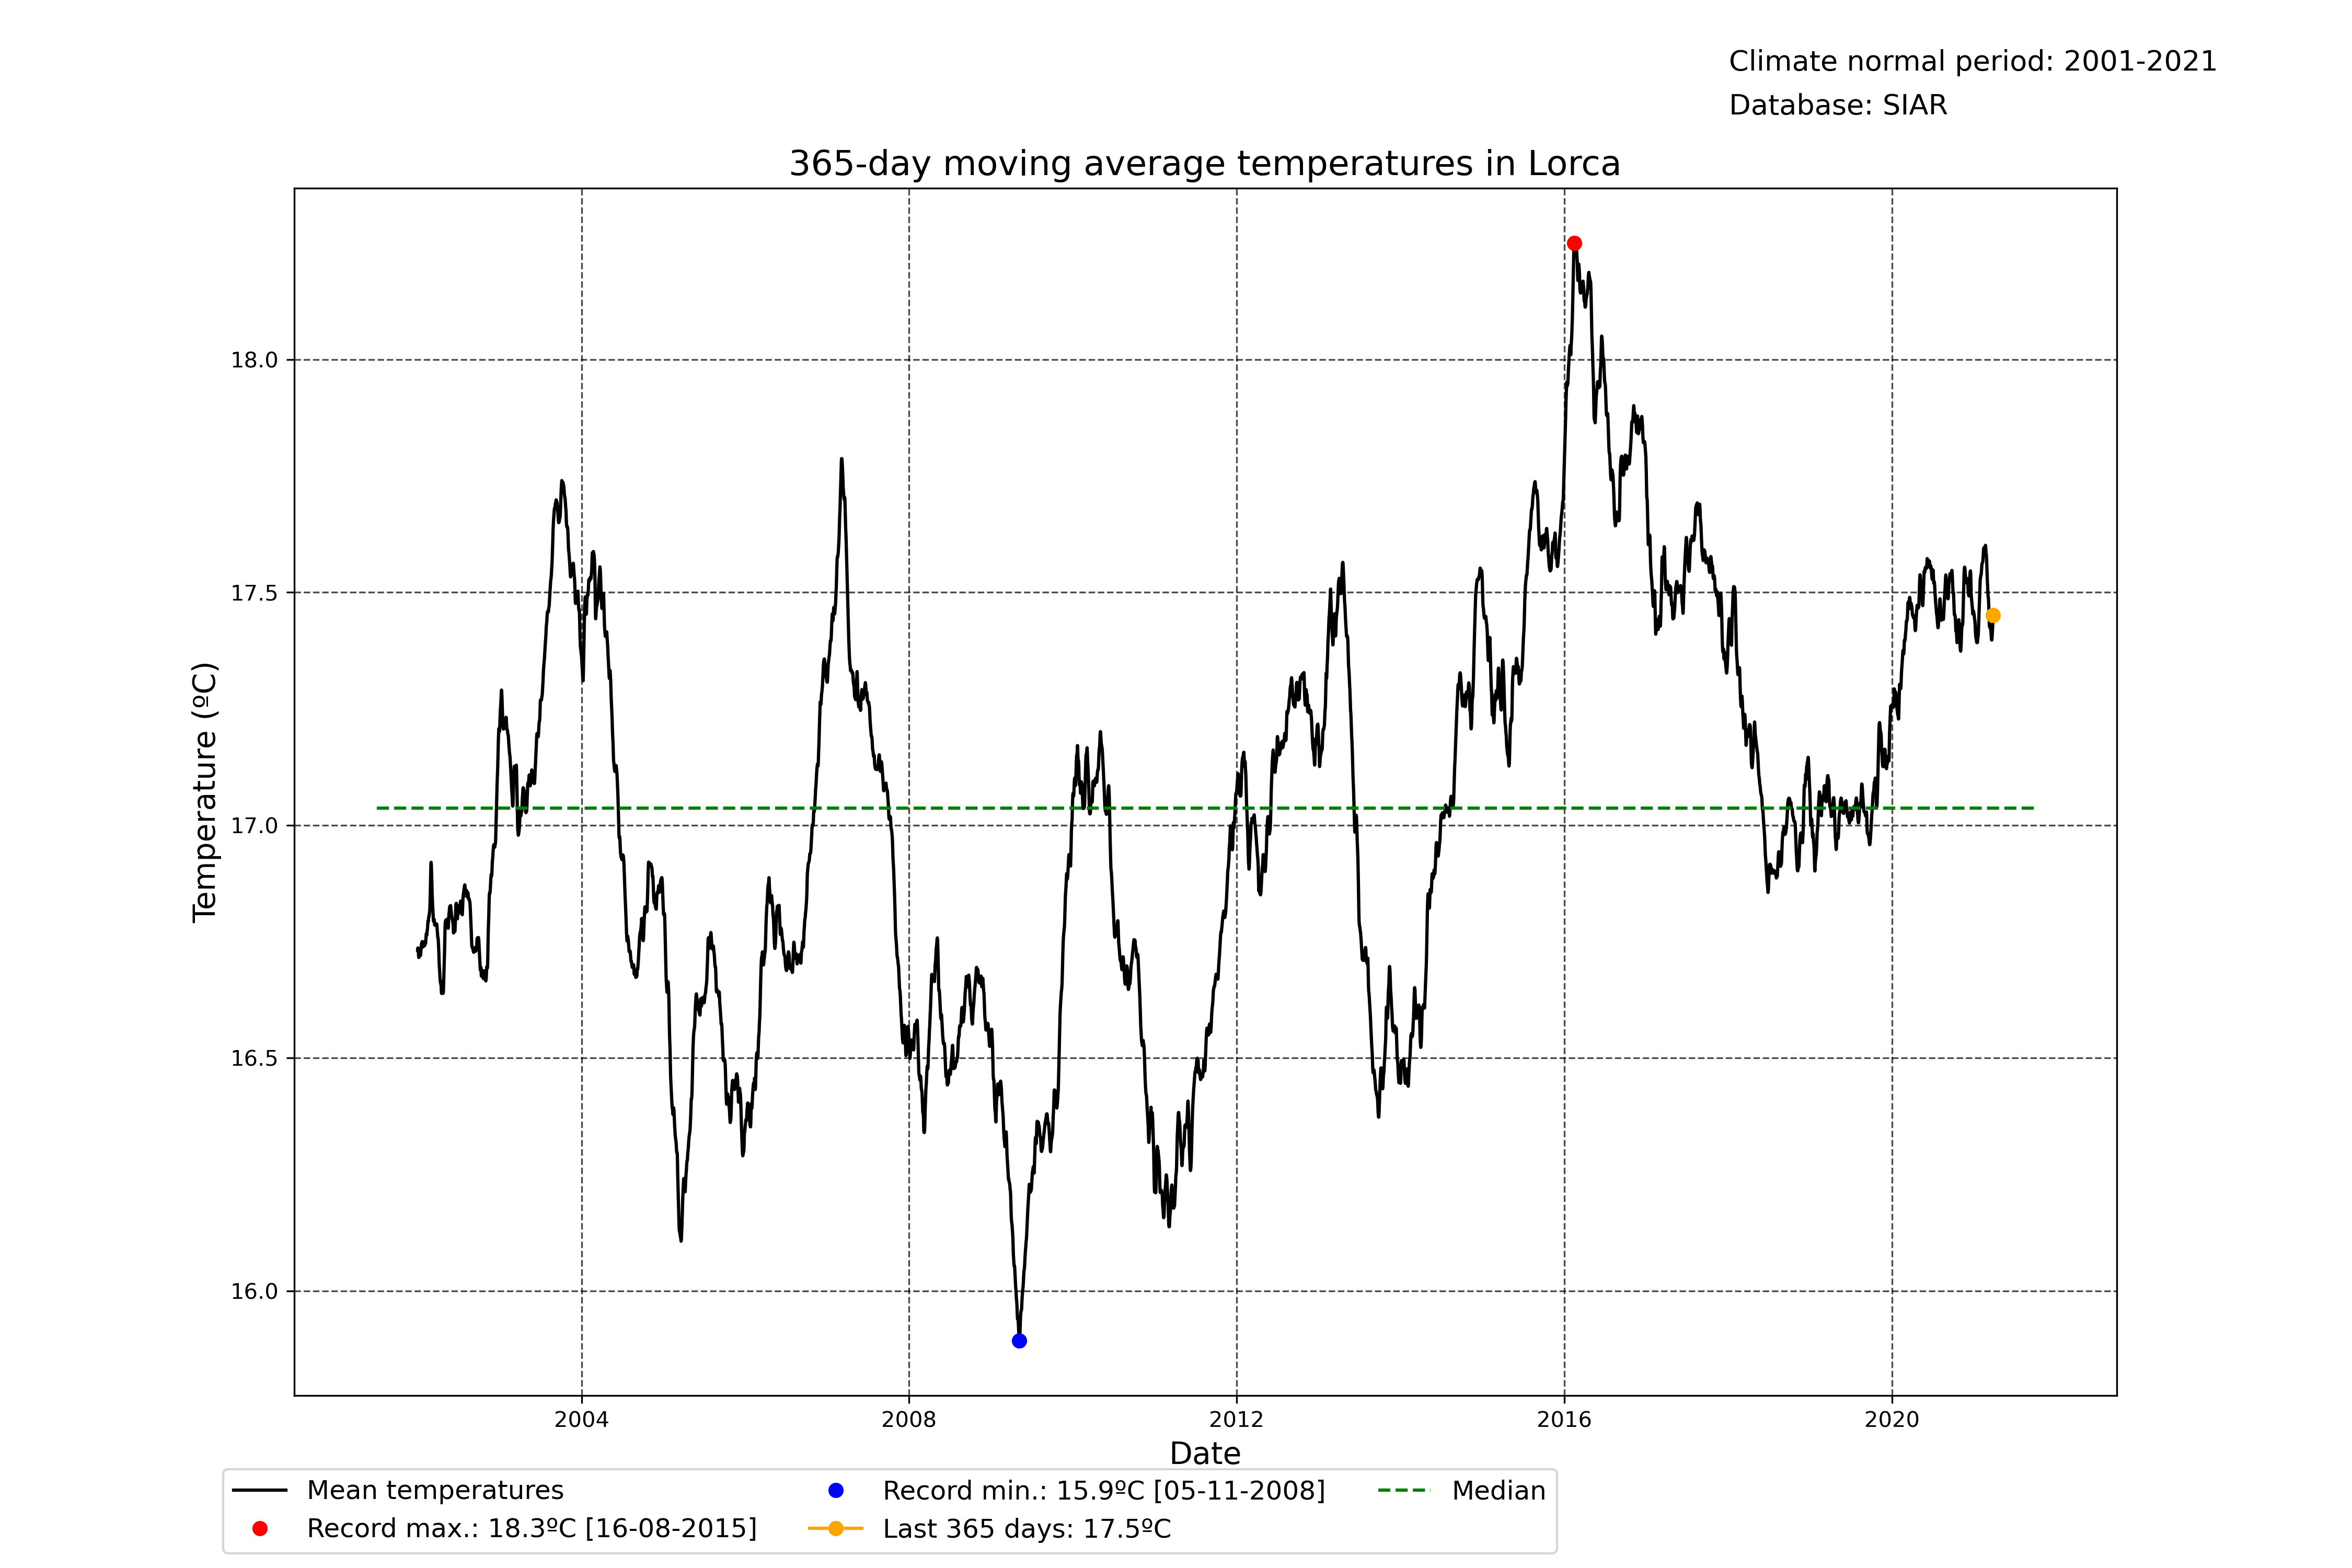 Climate normal period: 2001-2021
Database: SIAR
365-day moving average temperatures in Lorca
Temperature (ºC)
18.0
17.5
17.0
16.5
16.0
2004
2008
2012
2016
2020
Date
Mean temperatures
Record max.: 18.3ºC [16-08-2015]
Record min.: 15.9ºC [05-11-2008]
Last 365 days: 17.5ºC
Median